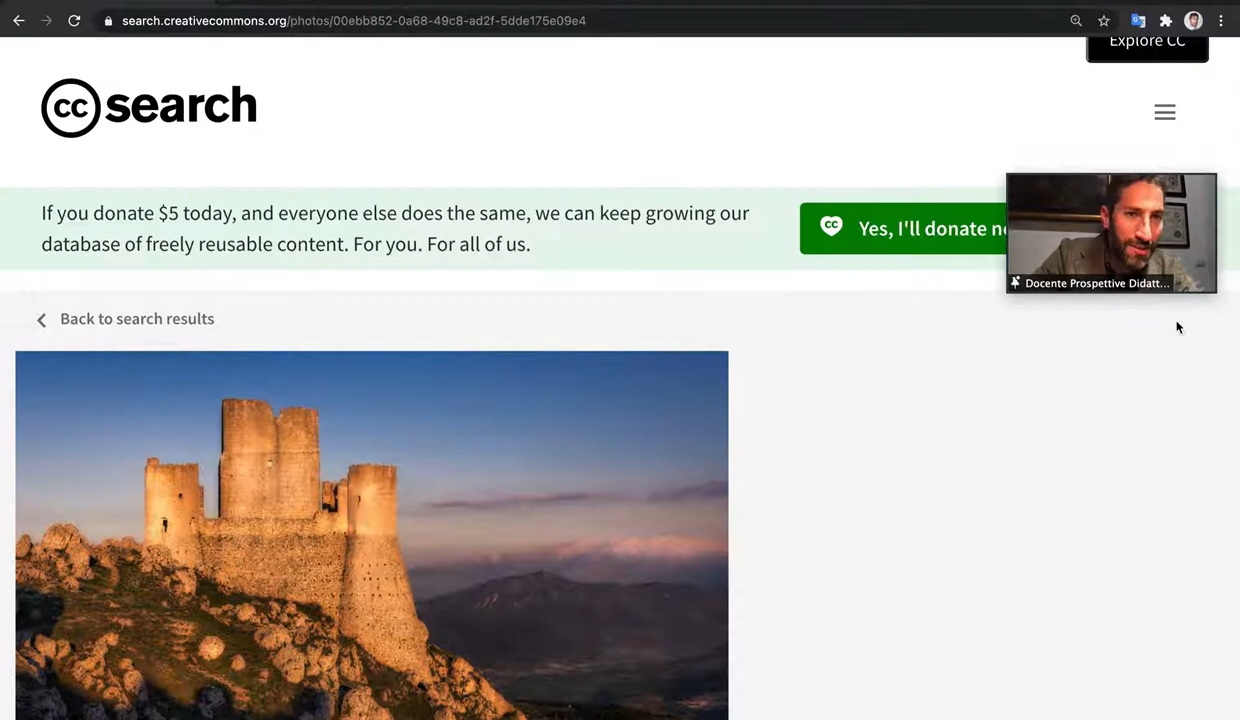 search.creativecommons.org/photos/00ebb852-0a68-49c8-ad2f-5dde175e09e4
Explore CC
cc search
If you donate $5 today, and everyone else does the same, we can keep growing our
database of freely reusable content. For you. For all of us.
cc Yes, I'll donate
Docente Prospettive Didatt...
Back to search results